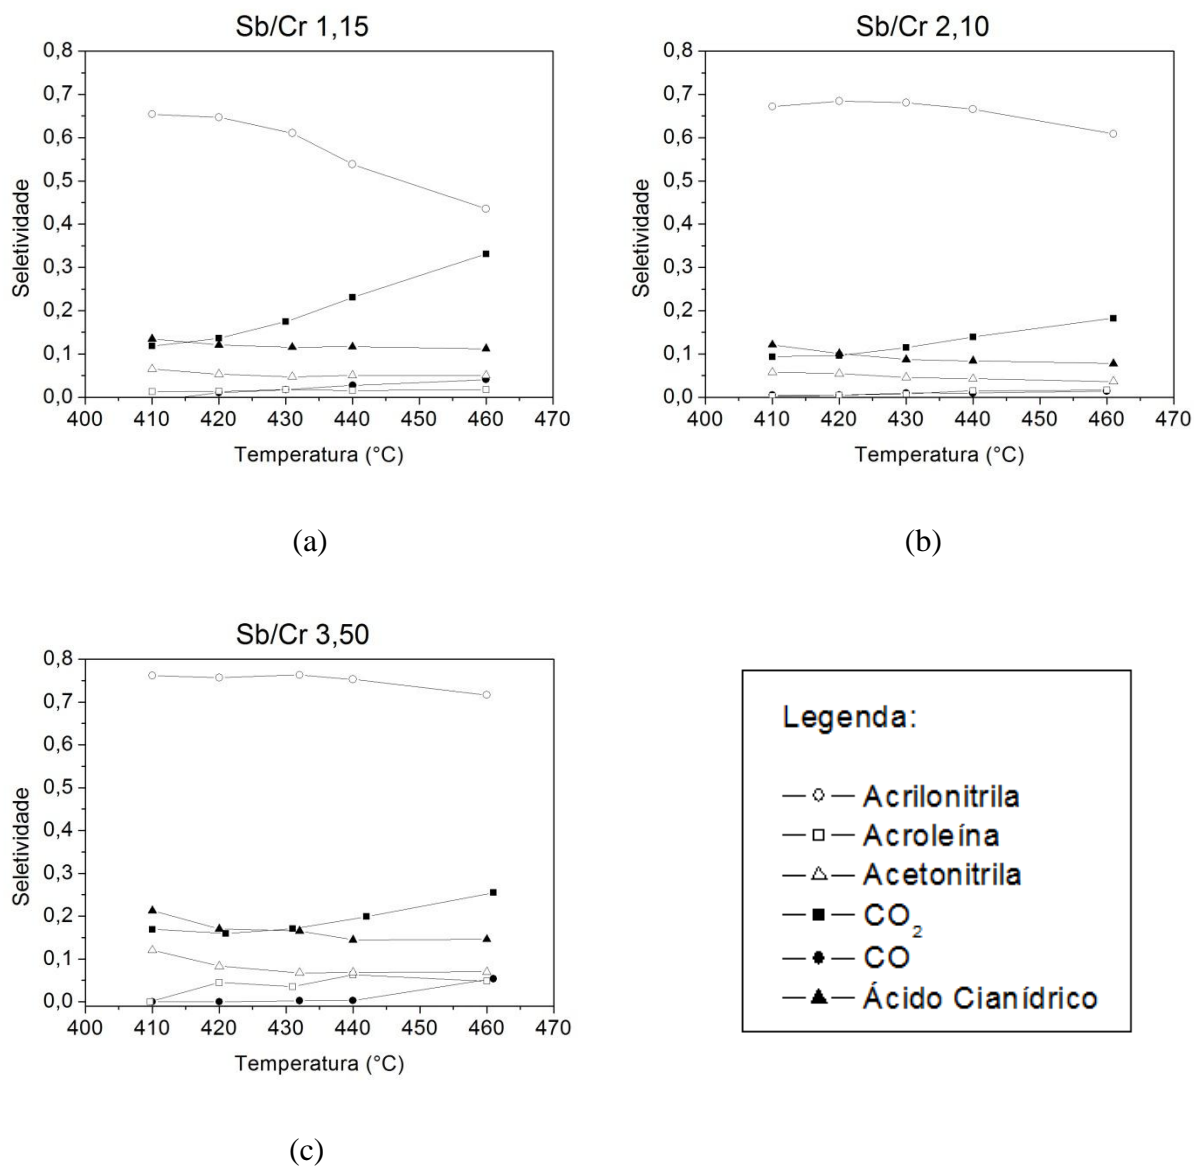 Sb/Cr 1,15
Seletividade
0,8
0,7
0,6
0,5
0,4
0,3
0,2
0,1
0,0
400 410 420 430 440 450 460 470
Temperatura (°C)
(a)
Sb/Cr 2,10
Seletividade
0,8
0,7
0,6
0,5
0,4
0,3
0,2
0,1
0,0
400 410 420 430 440 450 460 470
Temperatura (°C)
(b)
Sb/Cr 3,50
Seletividade
0,8
0,7
0,6
0,5
0,4
0,3
0,2
0,1
0,0
400 410 420 430 440 450 460 470
Temperatura (°C)
(c)
Legenda:
Acrilonitrila
Acroleína
Acetonitrila
CO₂
CO
Ácido Cianídrico